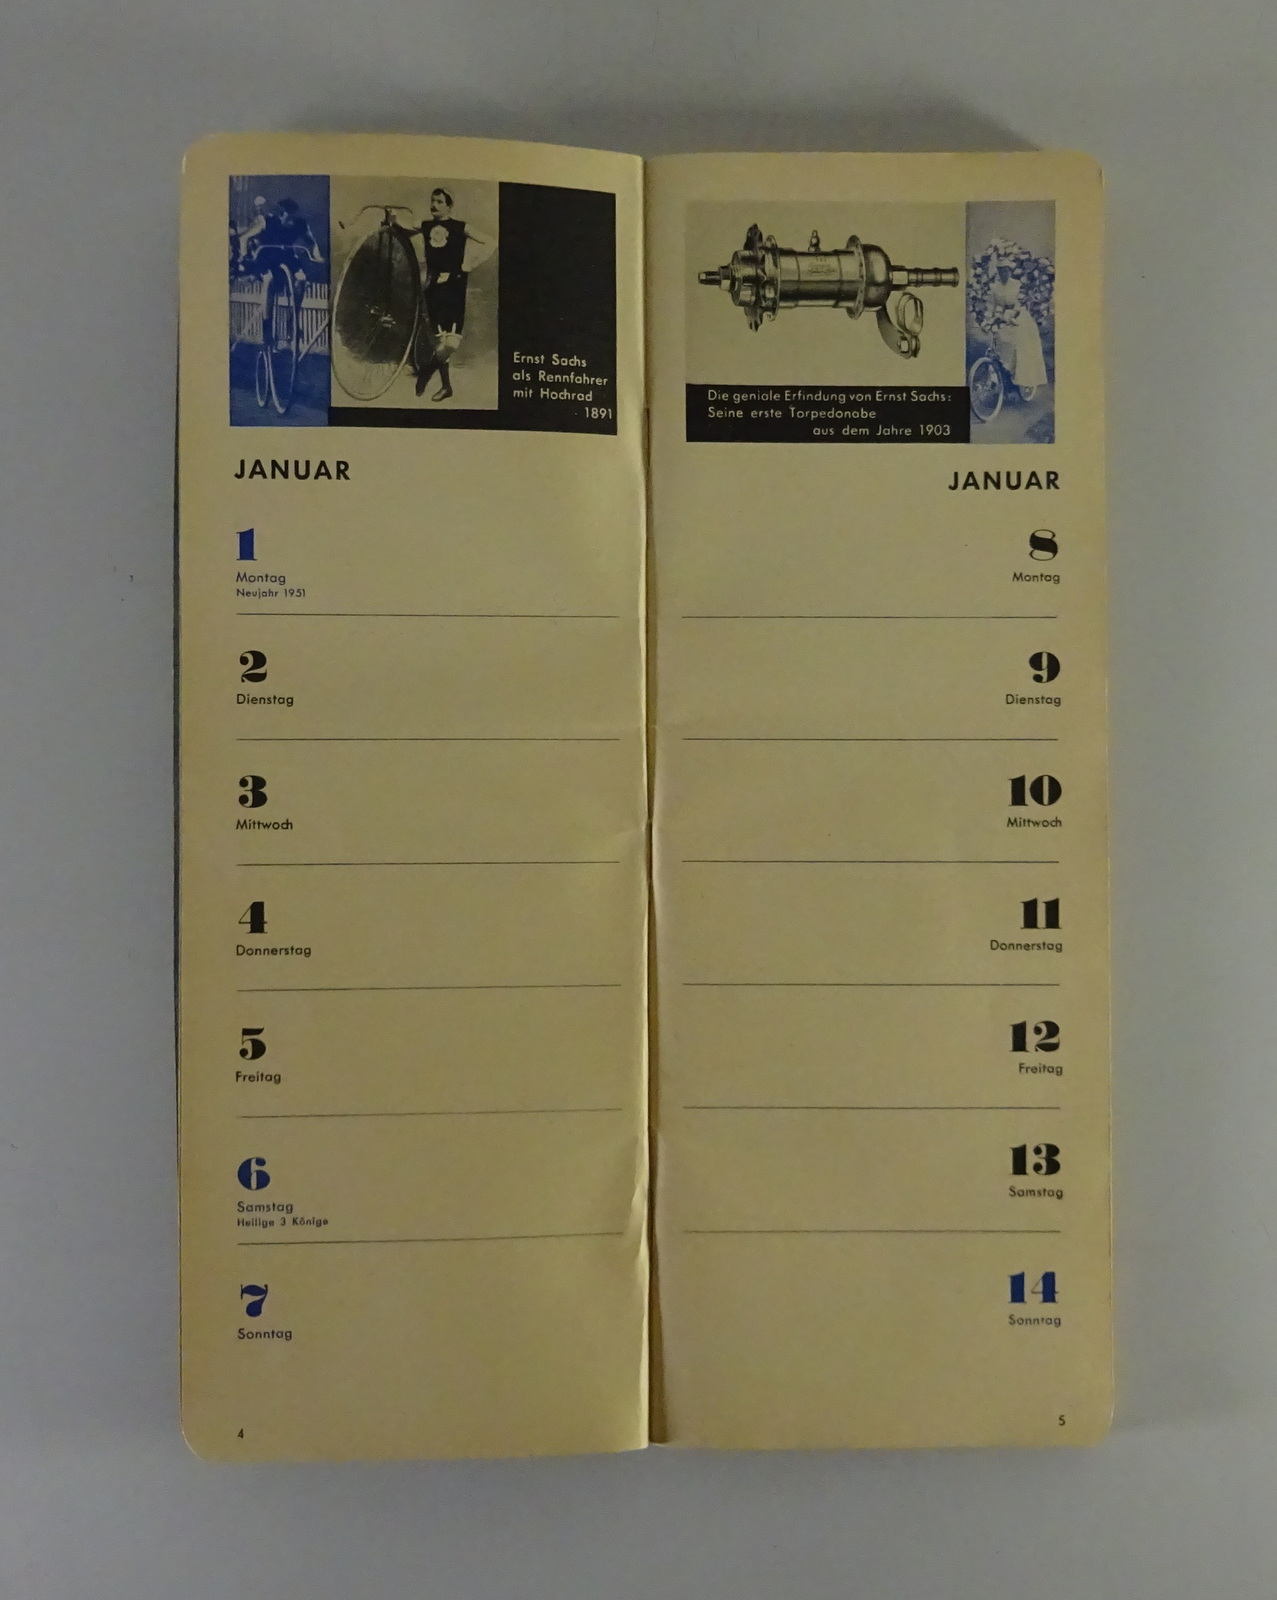 Ernst Sachs
als Rennfahrer
mit Hochrad
1891
JANUAR
1
Montag
Neujahr 1951
2
Dienstag
3
Mittwoch
4
Donnerstag
5
Freitag
6
Samstag
Heilige 3 Könige
7
Sonntag
4
Die geniale Erfindung von Ernst Sachs:
Seine erste Torpedonabe
aus dem Jahre 1903
JANUAR
8
Montag
9
Dienstag
10
Mittwoch
11
Donnerstag
12
Freitag
13
Samstag
14
Sonntag
5